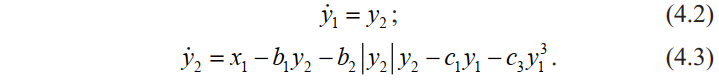 ẏ₁ = y₂ ; (4.2)
ẏ₂ = x₁ − b₁y₂ − b₂|y₂|y₂ − c₁y₁ − c₃y₁³ . (4.3)